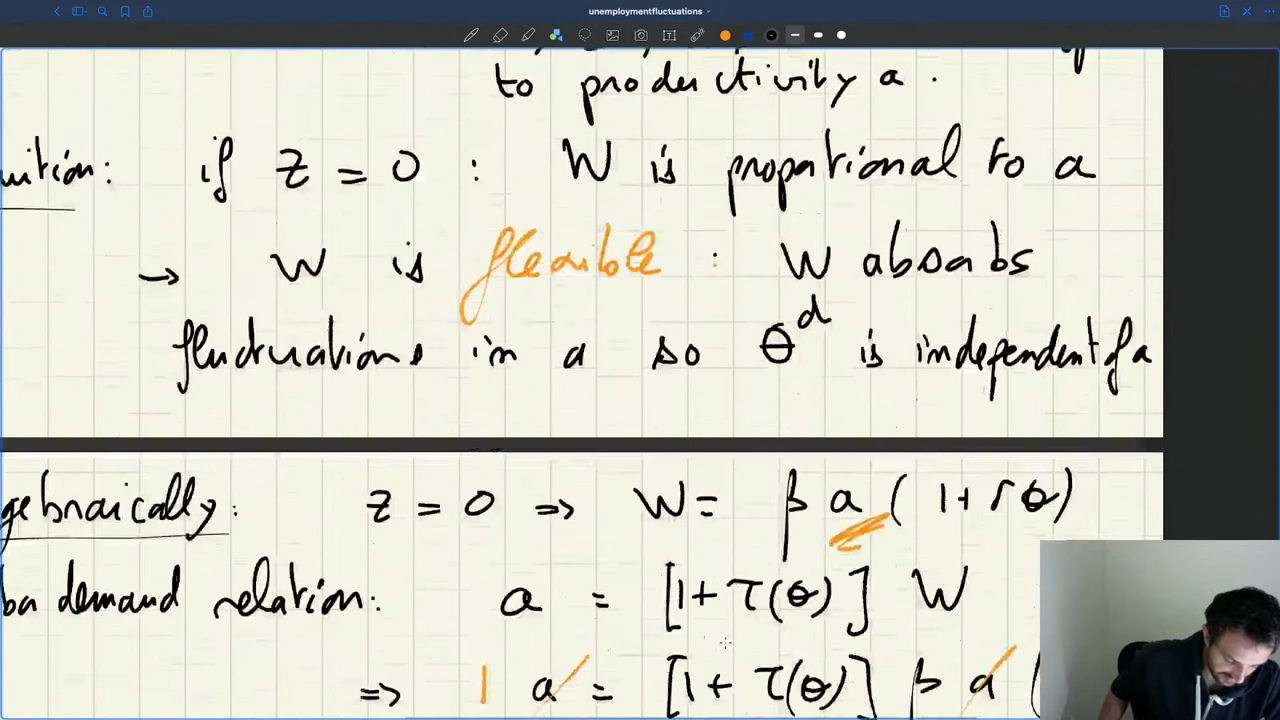 unemploymentfluctuations
to productivity a.
uition: if z = 0 : W is proportional to a
→ W is flexible : W absorbs
fluctuations in a so θ^d is independent of a
gebraically: z = 0 => W = β a (1 + rθ)
bor demand relation: a = [1 + τ(θ)] W
=> 1 a = [1 + τ(θ)] β a (